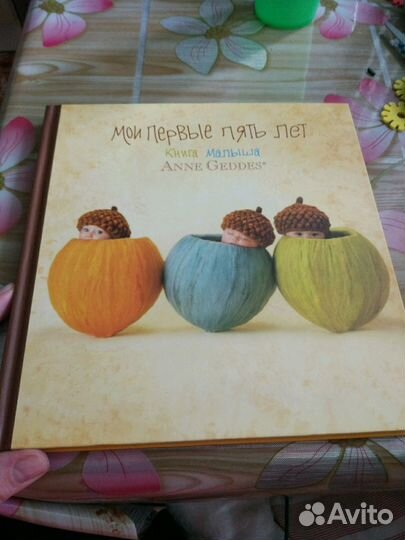 мои первые пять лет
книга малыша
ANNE GEDDES®
Avito